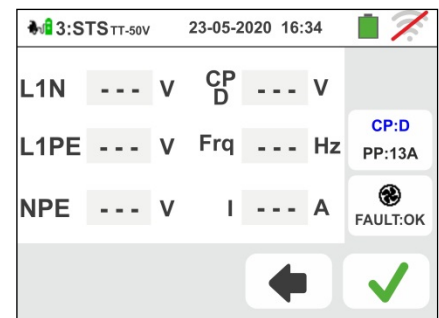 3:STS TT-50V 23-05-2020 16:34
L1N - - - V CP D - - - V
L1PE - - - V Frq - - - Hz
NPE - - - V I - - - A
CP:D
PP:13A
FAULT:OK